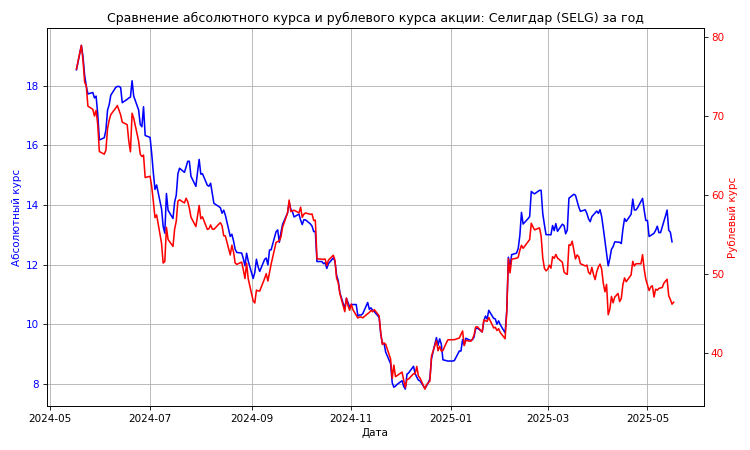 Сравнение абсолютного курса и рублевого курса акции: Селигдар (SELG) за год
80
18
70
16
60
14
Абсолютный курс
Рублевый курс
12
50
10
40
8
2024-05 2024-07 2024-09 2024-11 2025-01 2025-03 2025-05
Дата